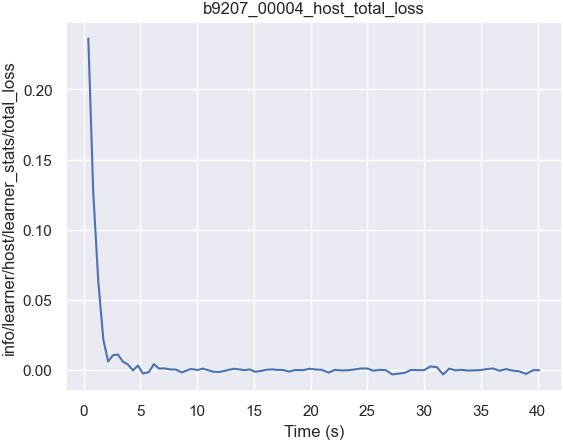 b9207_00004_host_total_loss
info/learner/host/learner_stats/total_loss
0.20
0.15
0.10
0.05
0.00
0 5 10 15 20 25 30 35 40
Time (s)